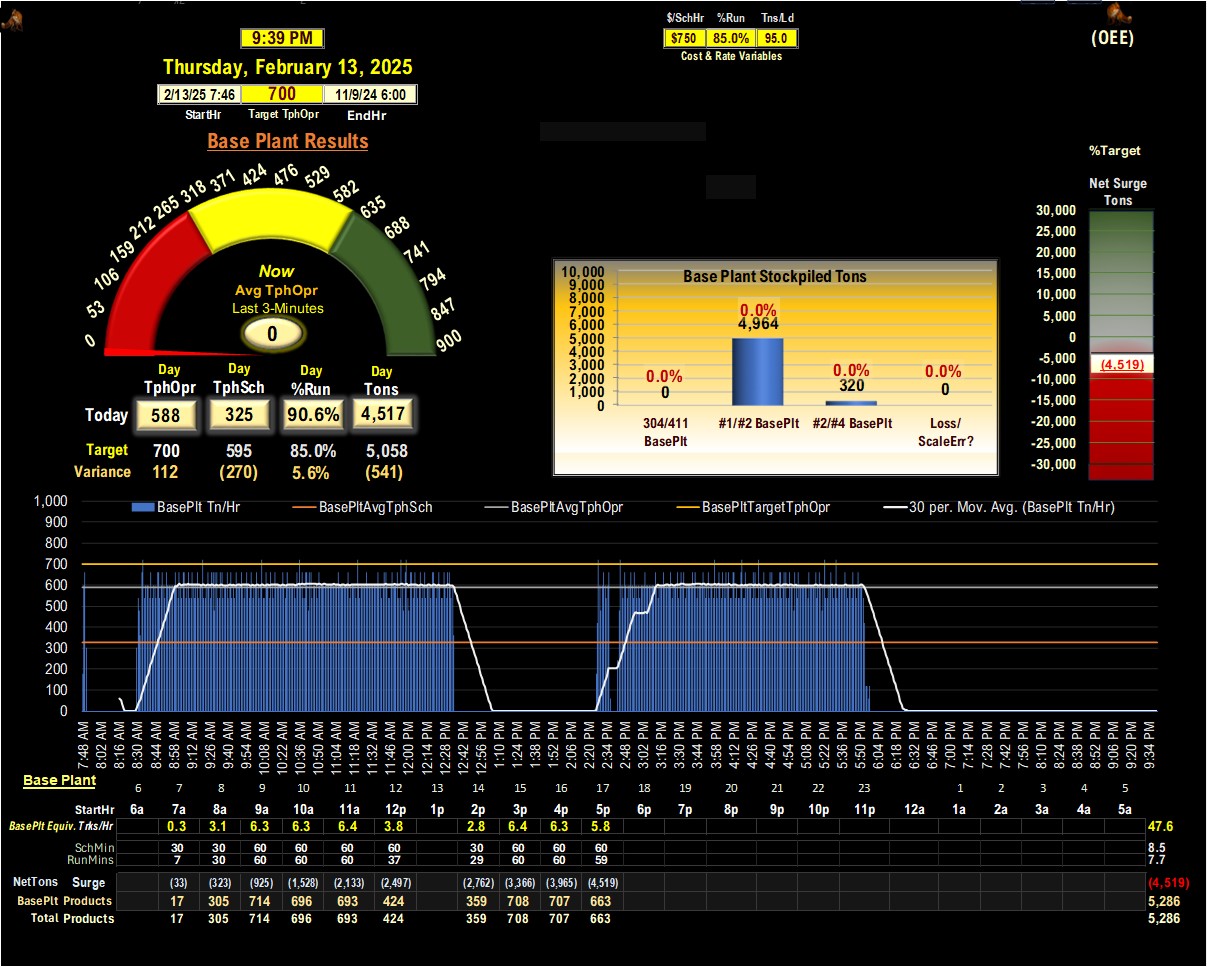 $/SchHr %Run Tns/Ld
9:39 PM
$750 85.0% 95.0
(OEE)
Cost & Rate Variables
Thursday, February 13, 2025
2/13/25 7:46 700 11/9/24 6:00
StartHr Target TphOpr EndHr
Base Plant Results
0 53 106 159 212 265 318 371 424 476 529 582 635 688 741 794 847 900
Now
Avg TphOpr
Last 3-Minutes
0
Day Day Day Day
TphOpr TphSch %Run Tons
Today 588 325 90.6% 4,517
Target 700 595 85.0% 5,058
Variance 112 (270) 5.6% (541)
Base Plant Stockpiled Tons
10,000
9,000
8,000
7,000
6,000
5,000
4,000
3,000
2,000
1,000
0
0.0% 0.0% 0.0% 0.0%
0 4,964 320 0
304/411 BasePlt
#1/#2 BasePlt
#2/#4 BasePlt
Loss/ ScaleErr?
%Target
Net Surge
Tons
30,000
25,000
20,000
15,000
10,000
5,000
0
-5,000
(4,519)
-10,000
-15,000
-20,000
-25,000
-30,000
BasePlt Tn/Hr BasePltAvgTphSch BasePltAvgTphOpr BasePltTargetTphOpr 30 per. Mov. Avg. (BasePlt Tn/Hr)
1,000
900
800
700
600
500
400
300
200
100
0
7:48 AM 8:02 AM 8:16 AM 8:30 AM 8:44 AM 8:58 AM 9:12 AM 9:26 AM 9:40 AM 9:54 AM 10:08 AM 10:22 AM 10:36 AM 10:50 AM 11:04 AM 11:18 AM 11:32 AM 11:46 AM 12:00 PM 12:14 PM 12:28 PM 12:42 PM 12:56 PM 1:10 PM 1:24 PM 1:38 PM 1:52 PM 2:06 PM 2:20 PM 2:34 PM 2:48 PM 3:02 PM 3:16 PM 3:30 PM 3:44 PM 3:58 PM 4:12 PM 4:26 PM 4:40 PM 4:54 PM 5:08 PM 5:22 PM 5:36 PM 5:50 PM 6:04 PM 6:18 PM 6:32 PM 6:46 PM 7:00 PM 7:14 PM 7:28 PM 7:42 PM 7:56 PM 8:10 PM 8:24 PM 8:38 PM 8:52 PM 9:06 PM 9:20 PM 9:34 PM
Base Plant
6 7 8 9 10 11 12 14 15 16 17 18 19 20 21 22 23 1 2 3 4 5
StartHr 6a 7a 8a 9a 10a 11a 12p 1p 2p 3p 4p 5p 6p 7p 8p 9p 10p 11p 12a 1a 2a 3a 4a 5a
BasePlt Equiv. Trks/Hr 0.3 3.1 6.3 6.3 6.4 3.8 2.8 6.4 6.3 5.8 47.6
SchMin 30 30 60 60 60 60 30 60 60 60 8.5
RunMins 7 30 60 60 60 37 29 60 60 59 7.7
NetTons Surge (33) (323) (925) (1,528) (2,133) (2,497) (2,762) (3,366) (3,965) (4,519) (4,519)
BasePlt Products 17 305 714 696 693 424 359 708 707 663 5,286
Total Products 17 305 714 696 693 424 359 708 707 663 5,286